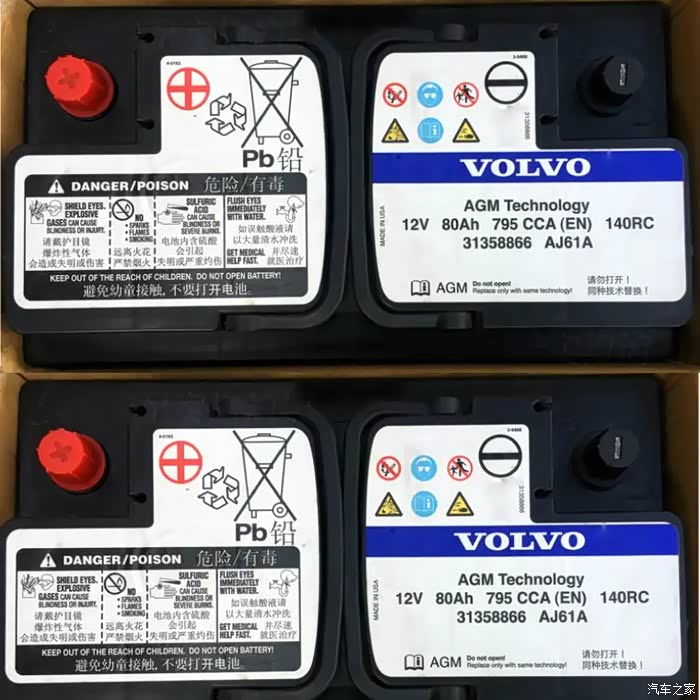 4-0163
Pb 铅
DANGER/POISON 危险/有毒
SHIELD EYES.
EXPLOSIVE
GASES CAN CAUSE
BLINDNESS OR INJURY.
请戴护目镜
爆炸性气体
会造成失明或伤害
NO
• SPARKS
• FLAMES
• SMOKING
远离火花
严禁烟火
SULFURIC
ACID
CAN CAUSE
BLINDNESS OR
SEVERE BURNS.
电池内含硫酸
会引起
失明或严重灼伤
FLUSH EYES
IMMEDIATELY
WITH WATER.
如误触酸液请
以大量清水冲洗
GET MEDICAL
HELP FAST.
并尽速
就医治疗
KEEP OUT OF THE REACH OF CHILDREN. DO NOT OPEN BATTERY!
避免幼童接触,不要打开电池。
3-9466
31358866
VOLVO
MADE IN USA
AGM Technology
12V 80Ah 795 CCA (EN) 140RC
31358866 AJ61A
AGM
Do not open!
Replace only with same technology!
请勿打开！
同种技术替换！
4-0163
Pb 铅
DANGER/POISON 危险/有毒
SHIELD EYES.
EXPLOSIVE
GASES CAN CAUSE
BLINDNESS OR INJURY.
请戴护目镜
爆炸性气体
会造成失明或伤害
NO
• SPARKS
• FLAMES
• SMOKING
远离火花
严禁烟火
SULFURIC
ACID
CAN CAUSE
BLINDNESS OR
SEVERE BURNS.
电池内含硫酸
会引起
失明或严重灼伤
FLUSH EYES
IMMEDIATELY
WITH WATER.
如误触酸液请
以大量清水冲洗
GET MEDICAL
HELP FAST.
并尽速
就医治疗
KEEP OUT OF THE REACH OF CHILDREN. DO NOT OPEN BATTERY!
避免幼童接触,不要打开电池。
3-9466
31358866
VOLVO
MADE IN USA
AGM Technology
12V 80Ah 795 CCA (EN) 140RC
31358866 AJ61A
AGM
Do not open!
Replace only with same technology!
请勿打开！
同种技术替换！
汽车之家